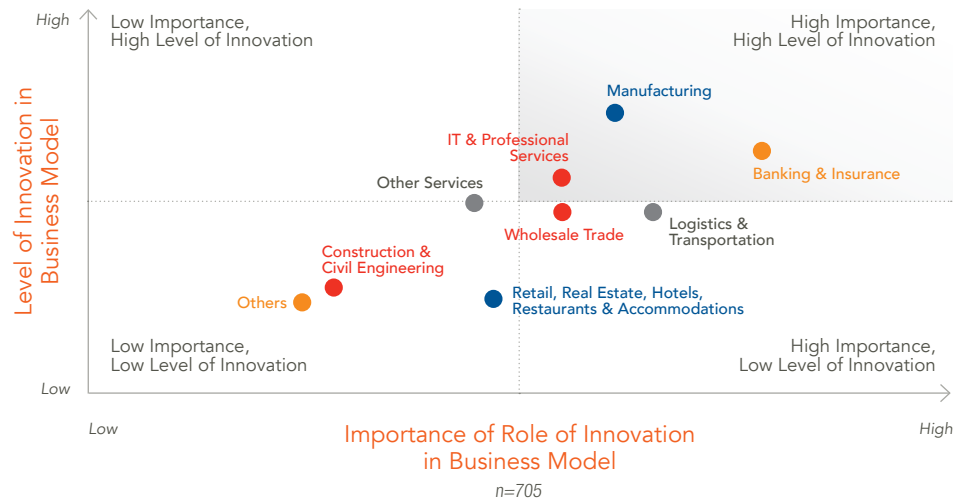 High
Low Importance,
High Level of Innovation
High Importance,
High Level of Innovation
Level of Innovation in
Business Model
Manufacturing
IT & Professional
Services
Banking & Insurance
Other Services
Wholesale Trade
Logistics &
Transportation
Construction &
Civil Engineering
Others
Retail, Real Estate, Hotels,
Restaurants & Accommodations
Low Importance,
Low Level of Innovation
High Importance,
Low Level of Innovation
Low
Low
High
Importance of Role of Innovation
in Business Model
n=705